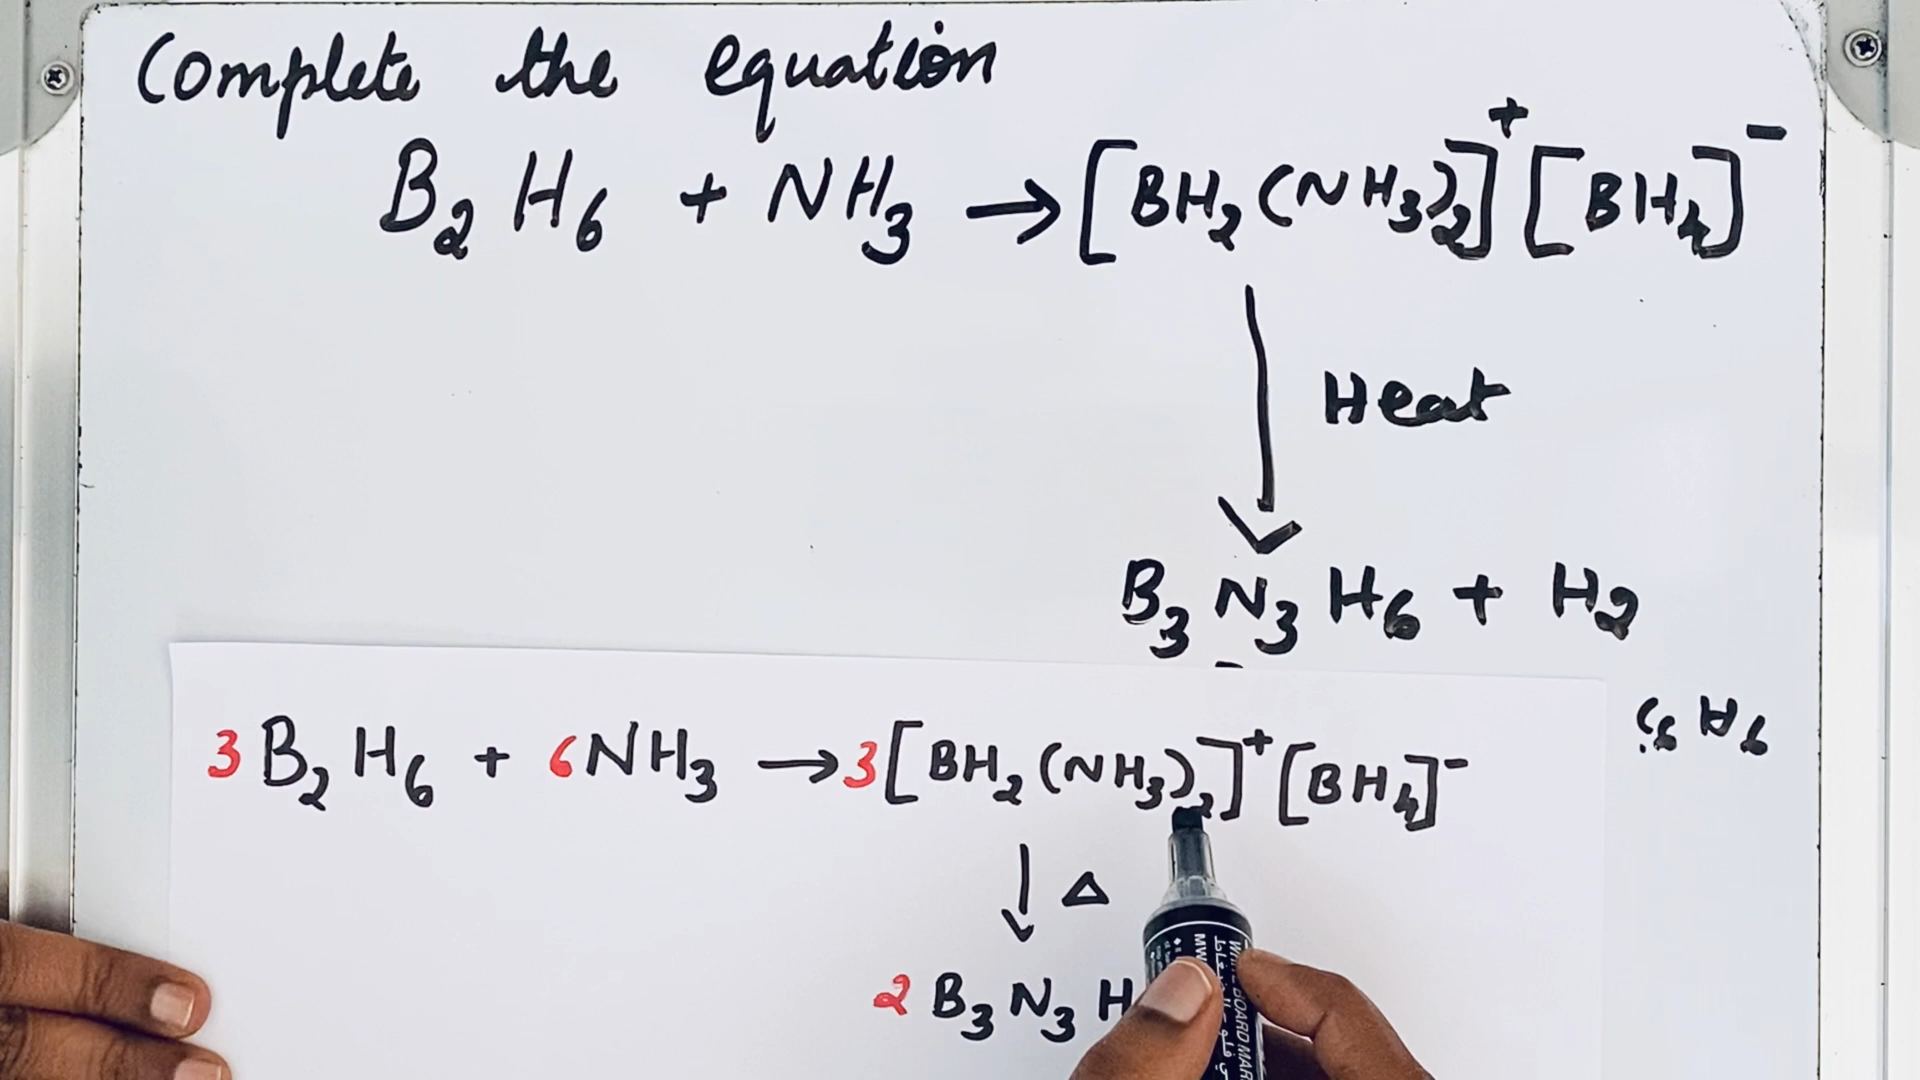 Complete the equation
B₂H₆ + NH₃ → [BH₂(NH₃)₂]⁺[BH₄]⁻
↓ Heat
B₃N₃H₆ + H₂
3B₂H₆ + 6NH₃ → 3[BH₂(NH₃)₂]⁺[BH₄]⁻
↓ Δ
2 B₃N₃H